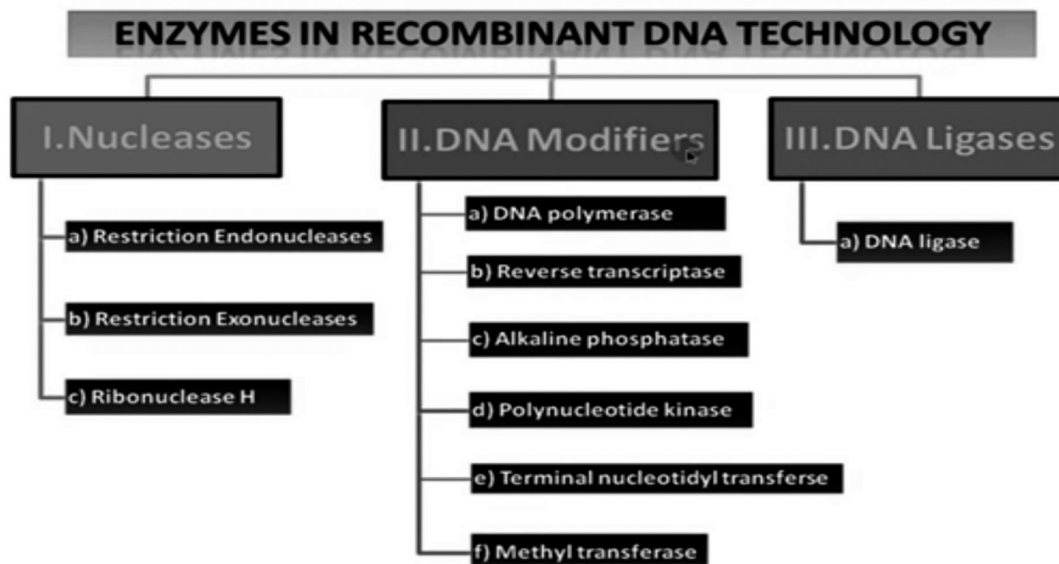 ENZYMES IN RECOMBINANT DNA TECHNOLOGY
I.Nucleases
a) Restriction Endonucleases
b) Restriction Exonucleases
c) Ribonuclease H
II.DNA Modifiers
a) DNA polymerase
b) Reverse transcriptase
c) Alkaline phosphatase
d) Polynucleotide kinase
e) Terminal nucleotidyl transferse
f) Methyl transferase
III.DNA Ligases
a) DNA ligase